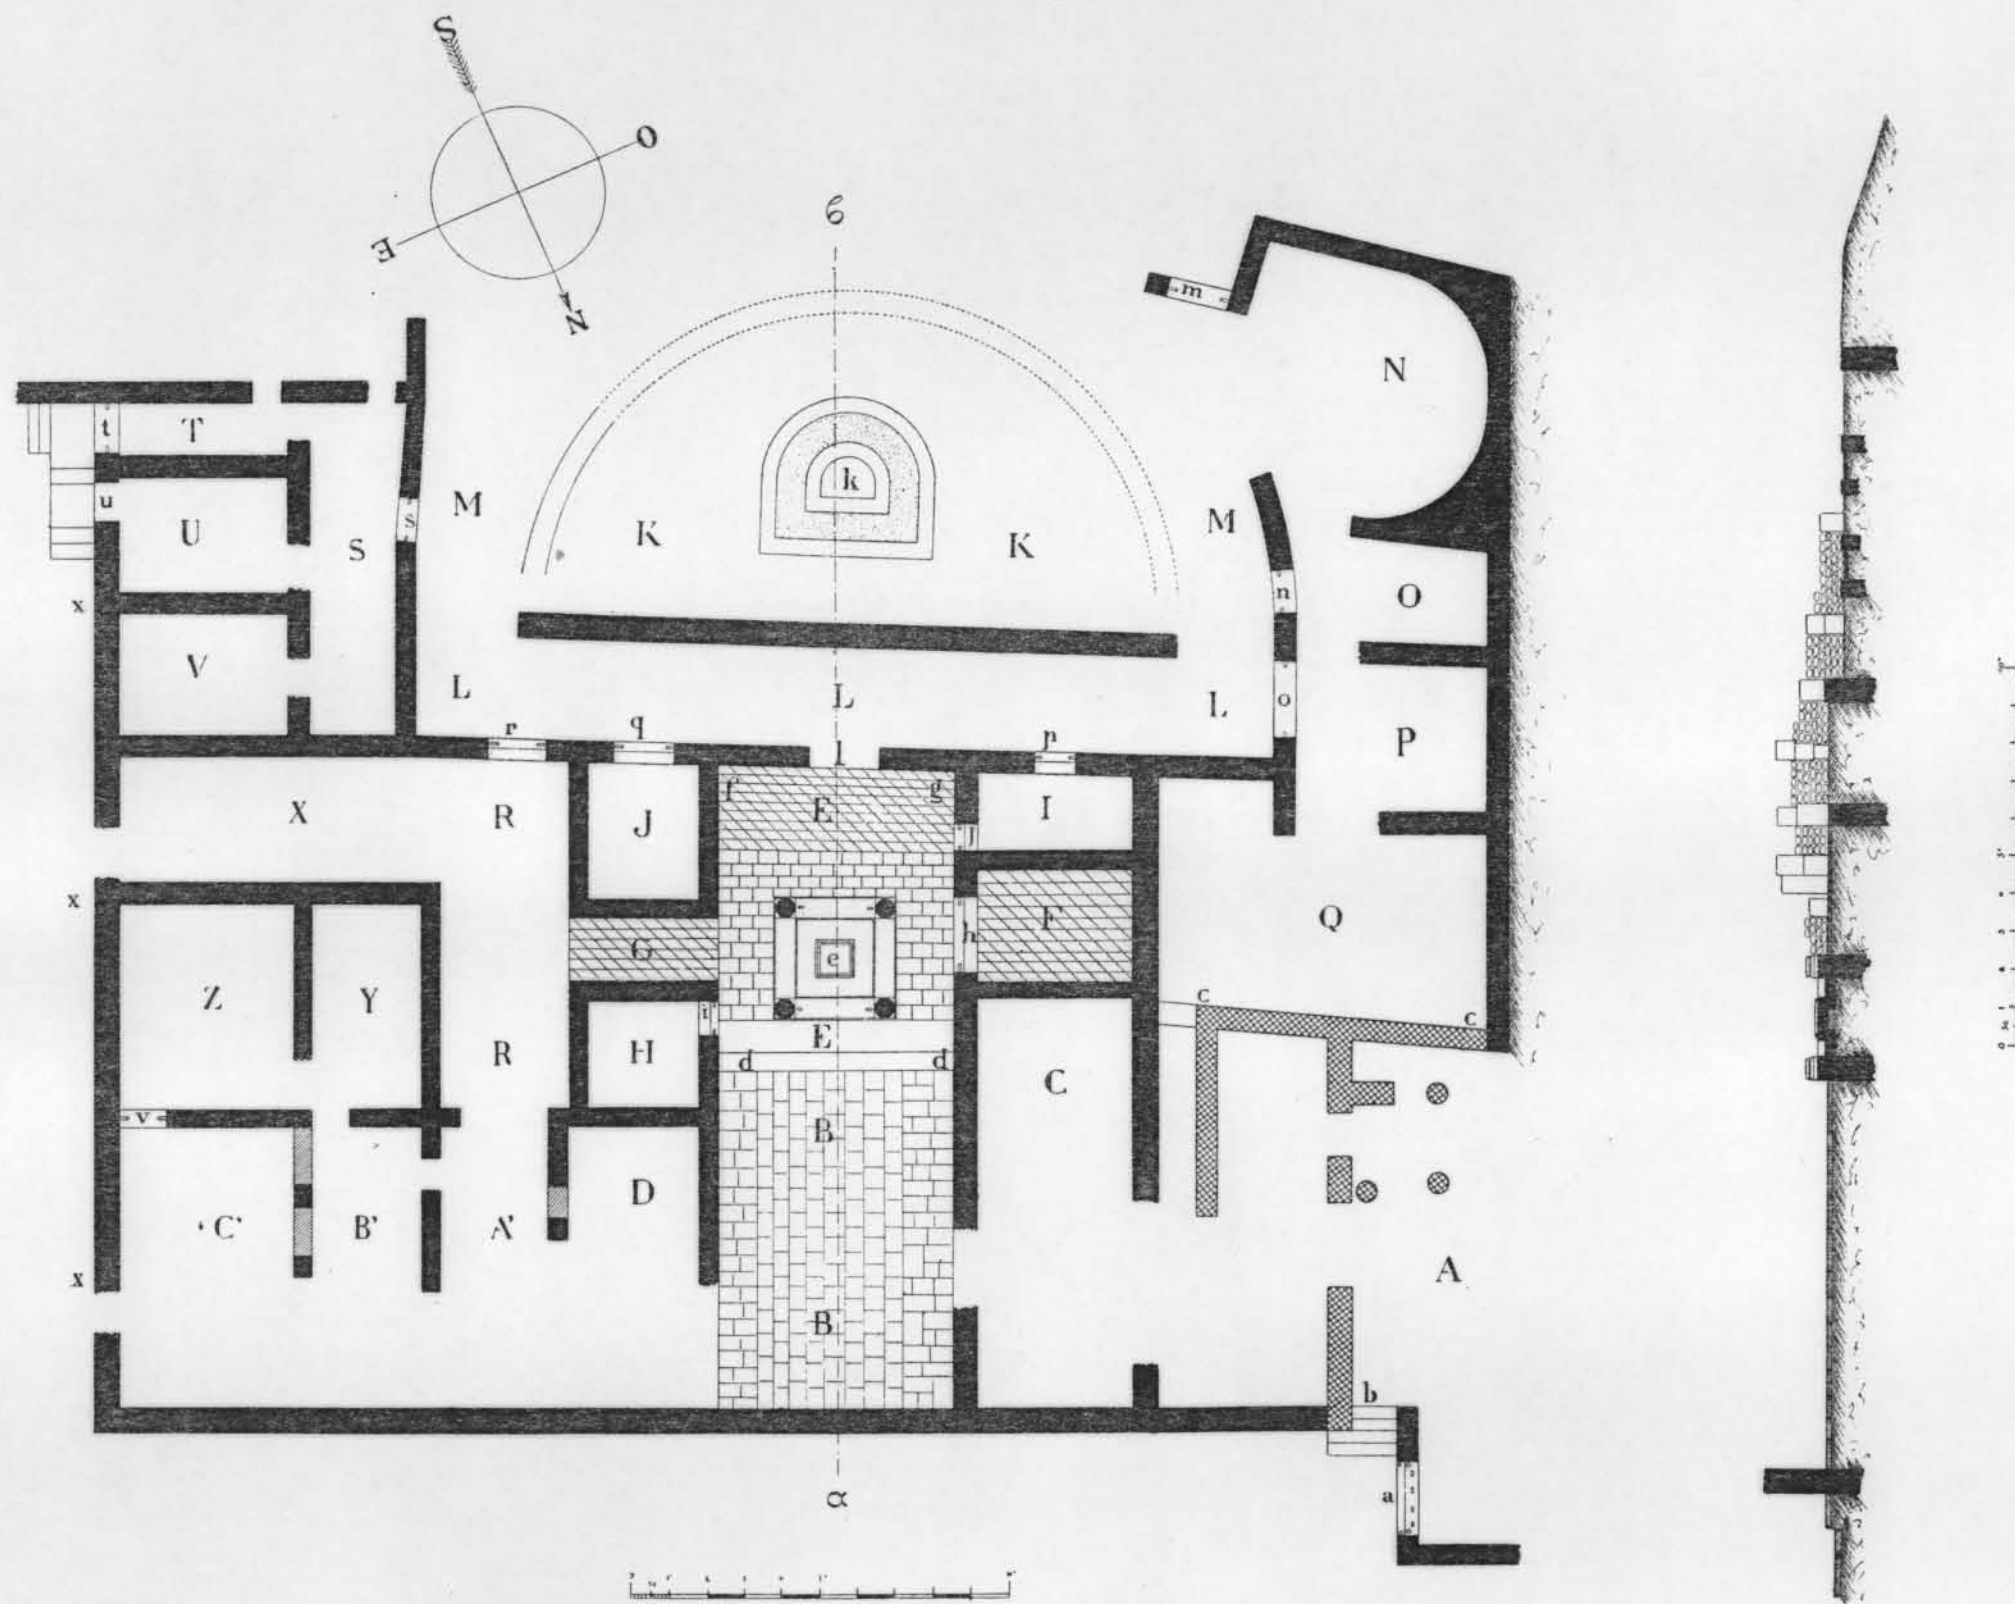 S
O
E
N
6
m
N
t
T
u
U
S
s
M
K
k
K
M
n
O
x
V
L
L
L
o
P
r
q
l
p
X
R
J
f
E
g
j
I
x
Z
Y
G
e
h
F
Q
R
H
i
E
d
d
C
c
c
v
B
D
C'
B'
A'
x
B
A
b
α
a